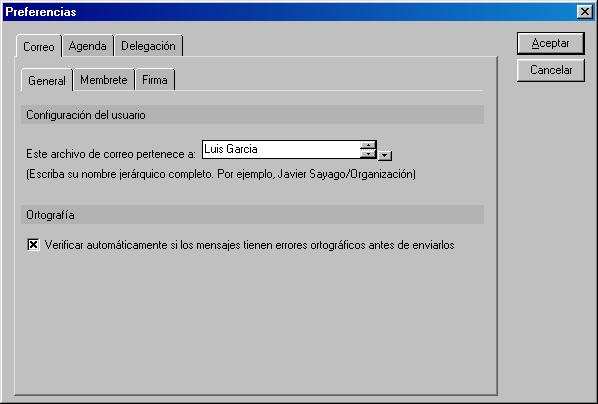 Preferencias
Correo Agenda Delegación
Aceptar
General Membrete Firma
Cancelar
Configuración del usuario
Este archivo de correo pertenece a: Luis Garcia
(Escriba su nombre jerárquico completo. Por ejemplo, Javier Sayago/Organización)
Ortografía
Verificar automáticamente si los mensajes tienen errores ortográficos antes de enviarlos